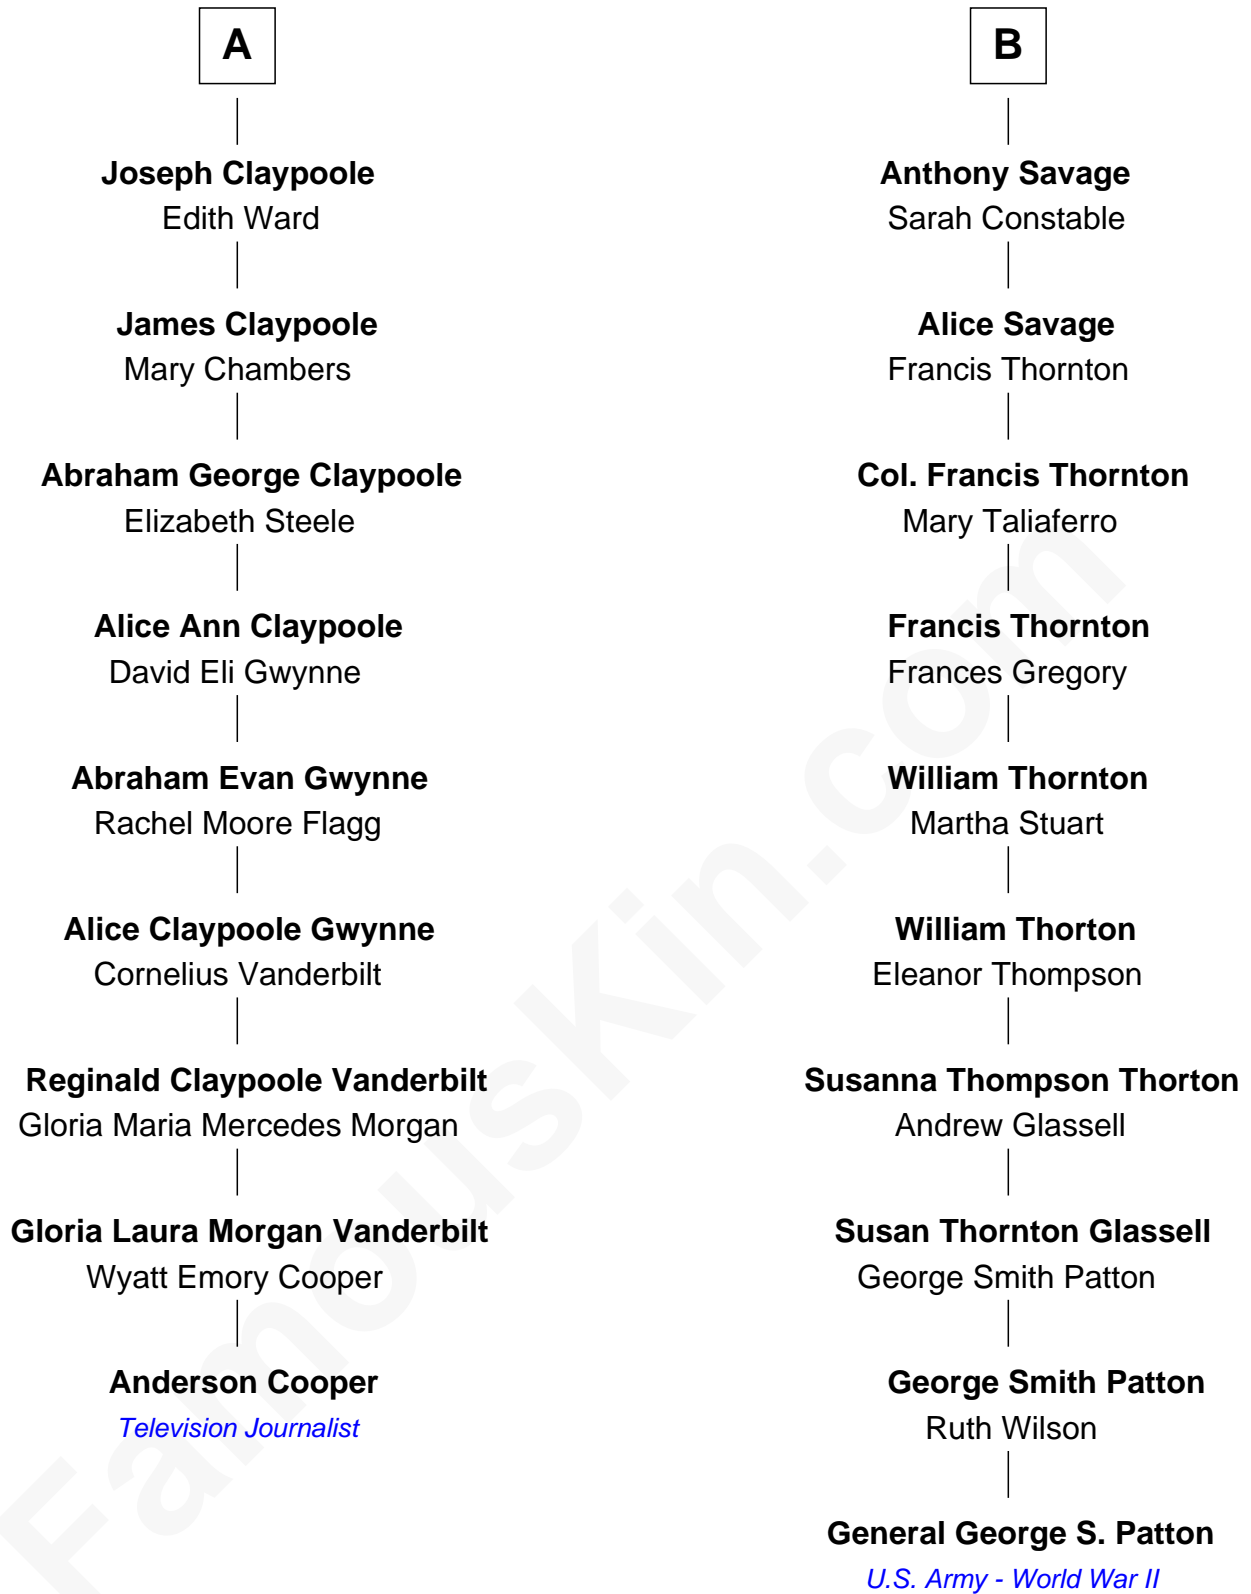 A
Joseph Claypoole
Edith Ward
James Claypoole
Mary Chambers
Abraham George Claypoole
Elizabeth Steele
Alice Ann Claypoole
David Eli Gwynne
Abraham Evan Gwynne
Rachel Moore Flagg
Alice Claypoole Gwynne
Cornelius Vanderbilt
Reginald Claypoole Vanderbilt
Gloria Maria Mercedes Morgan
Gloria Laura Morgan Vanderbilt
Wyatt Emory Cooper
Anderson Cooper
Television Journalist
B
Anthony Savage
Sarah Constable
Alice Savage
Francis Thornton
Col. Francis Thornton
Mary Taliaferro
Francis Thornton
Frances Gregory
William Thornton
Martha Stuart
William Thorton
Eleanor Thompson
Susanna Thompson Thorton
Andrew Glassell
Susan Thornton Glassell
George Smith Patton
George Smith Patton
Ruth Wilson
General George S. Patton
U.S. Army - World War II
FamousKin.com